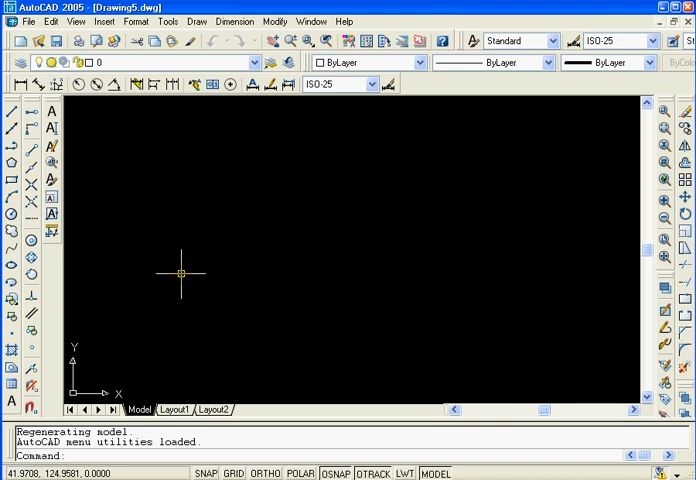 AutoCAD 2005 - [Drawing5.dwg]
File Edit View Insert Format Tools Draw Dimension Modify Window Help
Standard ISO-25 St
0 ByLayer ByLayer ByLayer ByColo
ISO-25
A
A
A
A
Y
X
A
Model Layout1 Layout2
Regenerating model.
AutoCAD menu utilities loaded.
Command:
41.9708, 124.9581, 0.0000 SNAP GRID ORTHO POLAR OSNAP OTRACK LWT MODEL